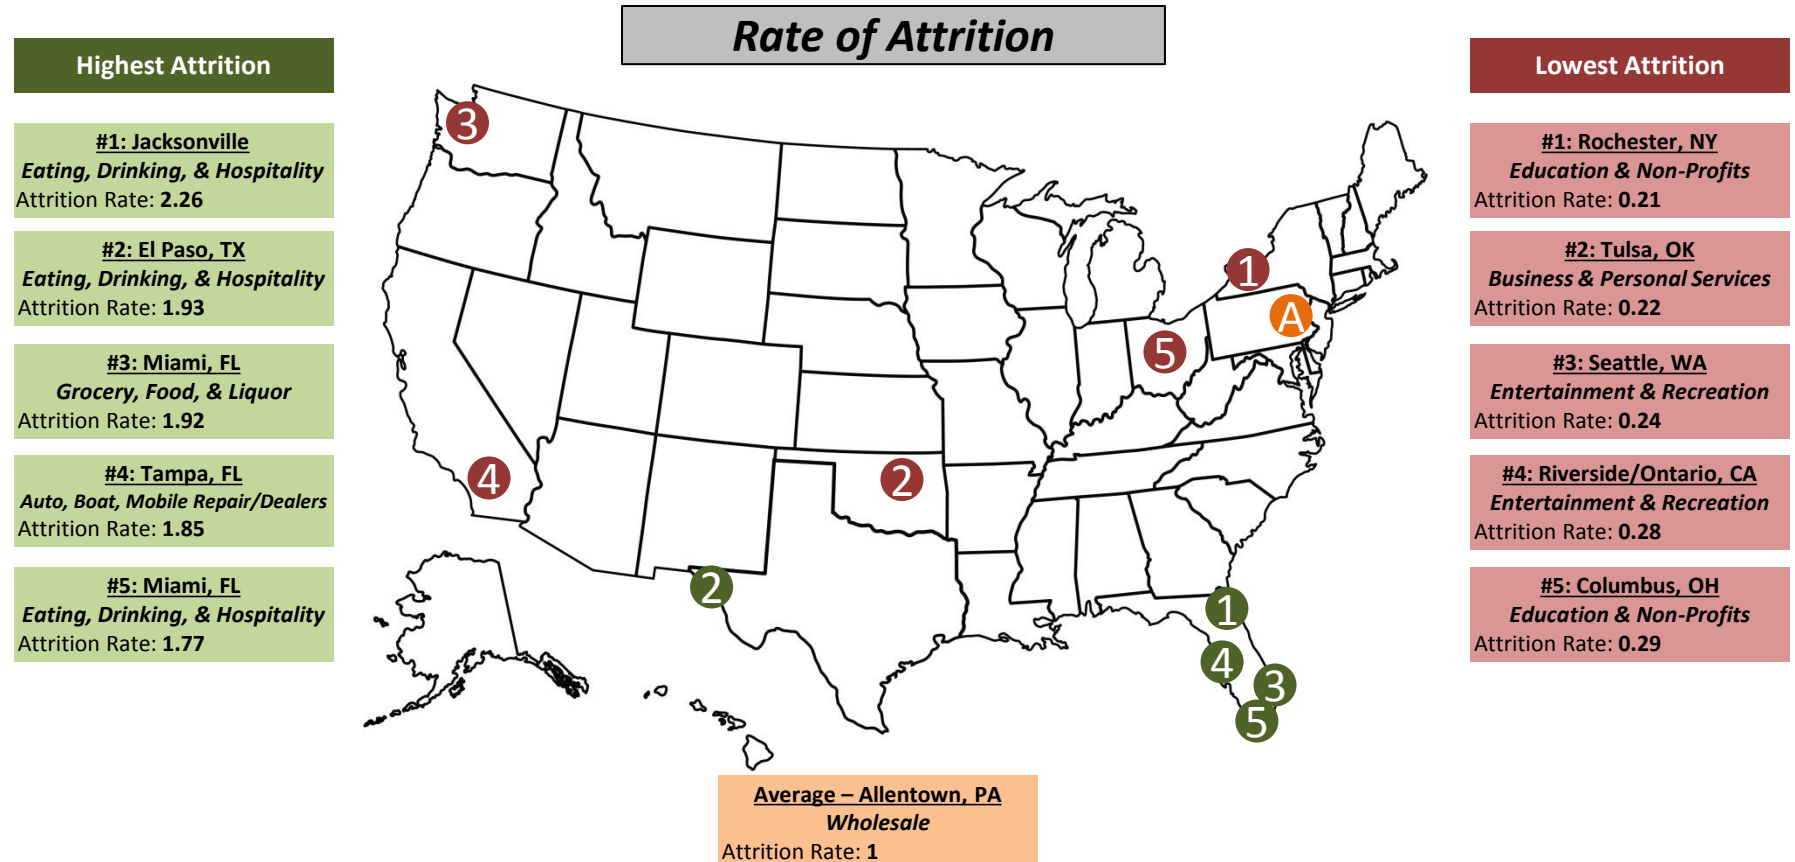 Rate of Attrition
Highest Attrition
#1: Jacksonville
Eating, Drinking, & Hospitality
Attrition Rate: 2.26
#2: El Paso, TX
Eating, Drinking, & Hospitality
Attrition Rate: 1.93
#3: Miami, FL
Grocery, Food, & Liquor
Attrition Rate: 1.92
#4: Tampa, FL
Auto, Boat, Mobile Repair/Dealers
Attrition Rate: 1.85
#5: Miami, FL
Eating, Drinking, & Hospitality
Attrition Rate: 1.77
3
1
A
5
4
2
2
1
4
3
5
Lowest Attrition
#1: Rochester, NY
Education & Non-Profits
Attrition Rate: 0.21
#2: Tulsa, OK
Business & Personal Services
Attrition Rate: 0.22
#3: Seattle, WA
Entertainment & Recreation
Attrition Rate: 0.24
#4: Riverside/Ontario, CA
Entertainment & Recreation
Attrition Rate: 0.28
#5: Columbus, OH
Education & Non-Profits
Attrition Rate: 0.29
Average – Allentown, PA
Wholesale
Attrition Rate: 1